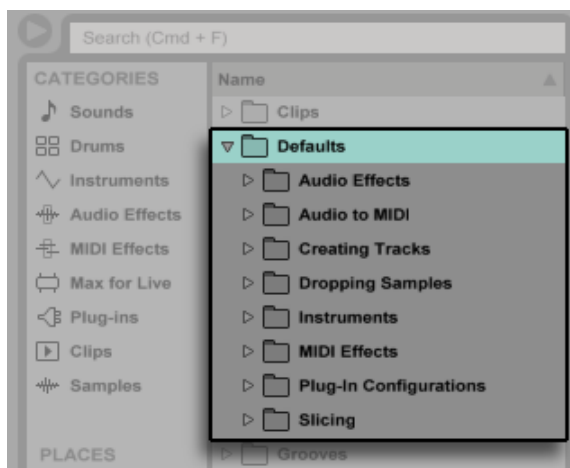 Search (Cmd + F)
CATEGORIES
Sounds
Drums
Instruments
Audio Effects
MIDI Effects
Max for Live
Plug-ins
Clips
Samples
PLACES
Name
Clips
Defaults
Audio Effects
Audio to MIDI
Creating Tracks
Dropping Samples
Instruments
MIDI Effects
Plug-In Configurations
Slicing
Grooves